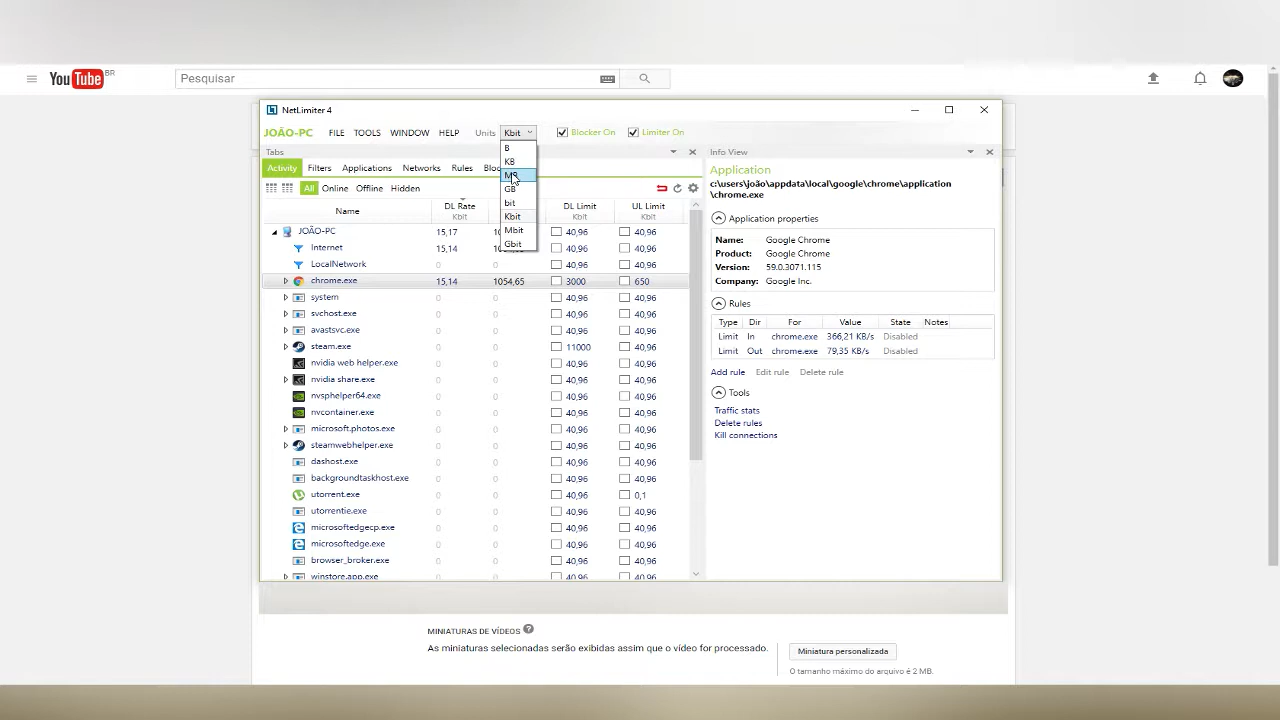 YouTube BR
Pesquisar
NetLimiter 4
JOÃO-PC FILE TOOLS WINDOW HELP Units Kbit Blocker On Limiter On
Tabs
Activity Filters Applications Networks Rules
All Online Offline Hidden
Name DL Rate DL Limit UL Limit
Kbit Kbit Kbit
B
KB
GB
bit
Kbit
Mbit
Gbit
JOÃO-PC 15,17 40,96 40,96
Internet 15,14 40,96 40,96
LocalNetwork 0 40,96 40,96
chrome.exe 15,14 1054,65 3000 650
system 0 0 40,96 40,96
svchost.exe 0 0 40,96 40,96
avastsvc.exe 0 0 40,96 40,96
steam.exe 0 0 11000 40,96
nvidia web helper.exe 0 0 40,96 40,96
nvidia share.exe 0 0 40,96 40,96
nvsphelper64.exe 0 0 40,96 40,96
nvcontainer.exe 0 0 40,96 40,96
microsoft.photos.exe 0 0 40,96 40,96
steamwebhelper.exe 0 0 40,96 40,96
dashost.exe 0 0 40,96 40,96
backgroundtaskhost.exe 0 0 40,96 40,96
utorrent.exe 0 0 40,96 0,1
utorrentie.exe 0 0 40,96 40,96
microsoftedgecp.exe 0 0 40,96 40,96
microsoftedge.exe 0 0 40,96 40,96
browser_broker.exe 0 0 40,96 40,96
winstore.app.exe 0 0 40,96 40,96
Info View
Application
c:\users\joão\appdata\local\google\chrome\application
\chrome.exe
Application properties
Name: Google Chrome
Product: Google Chrome
Version: 59.0.3071.115
Company: Google Inc.
Rules
Type Dir For Value State Notes
Limit In chrome.exe 366,21 KB/s Disabled
Limit Out chrome.exe 79,35 KB/s Disabled
Add rule Edit rule Delete rule
Tools
Traffic stats
Delete rules
Kill connections
MINIATURAS DE VÍDEOS ?
As miniaturas selecionadas serão exibidas assim que o vídeo for processado.
Miniatura personalizada
O tamanho máximo do arquivo é 2 MB.